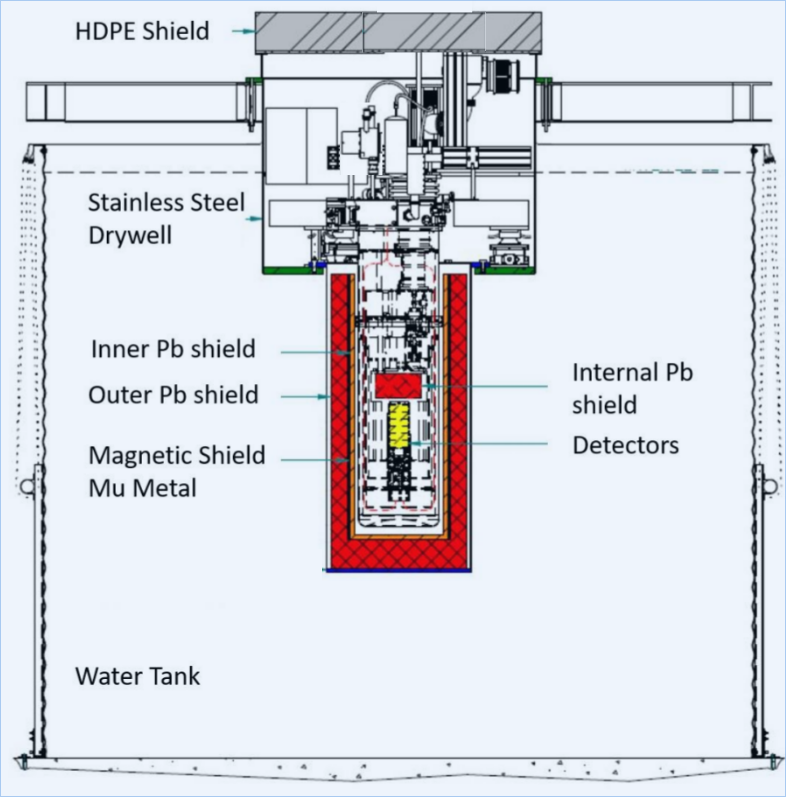 HDPE Shield
Stainless Steel
Drywell
Inner Pb shield
Outer Pb shield
Magnetic Shield
Mu Metal
Internal Pb
shield
Detectors
Water Tank